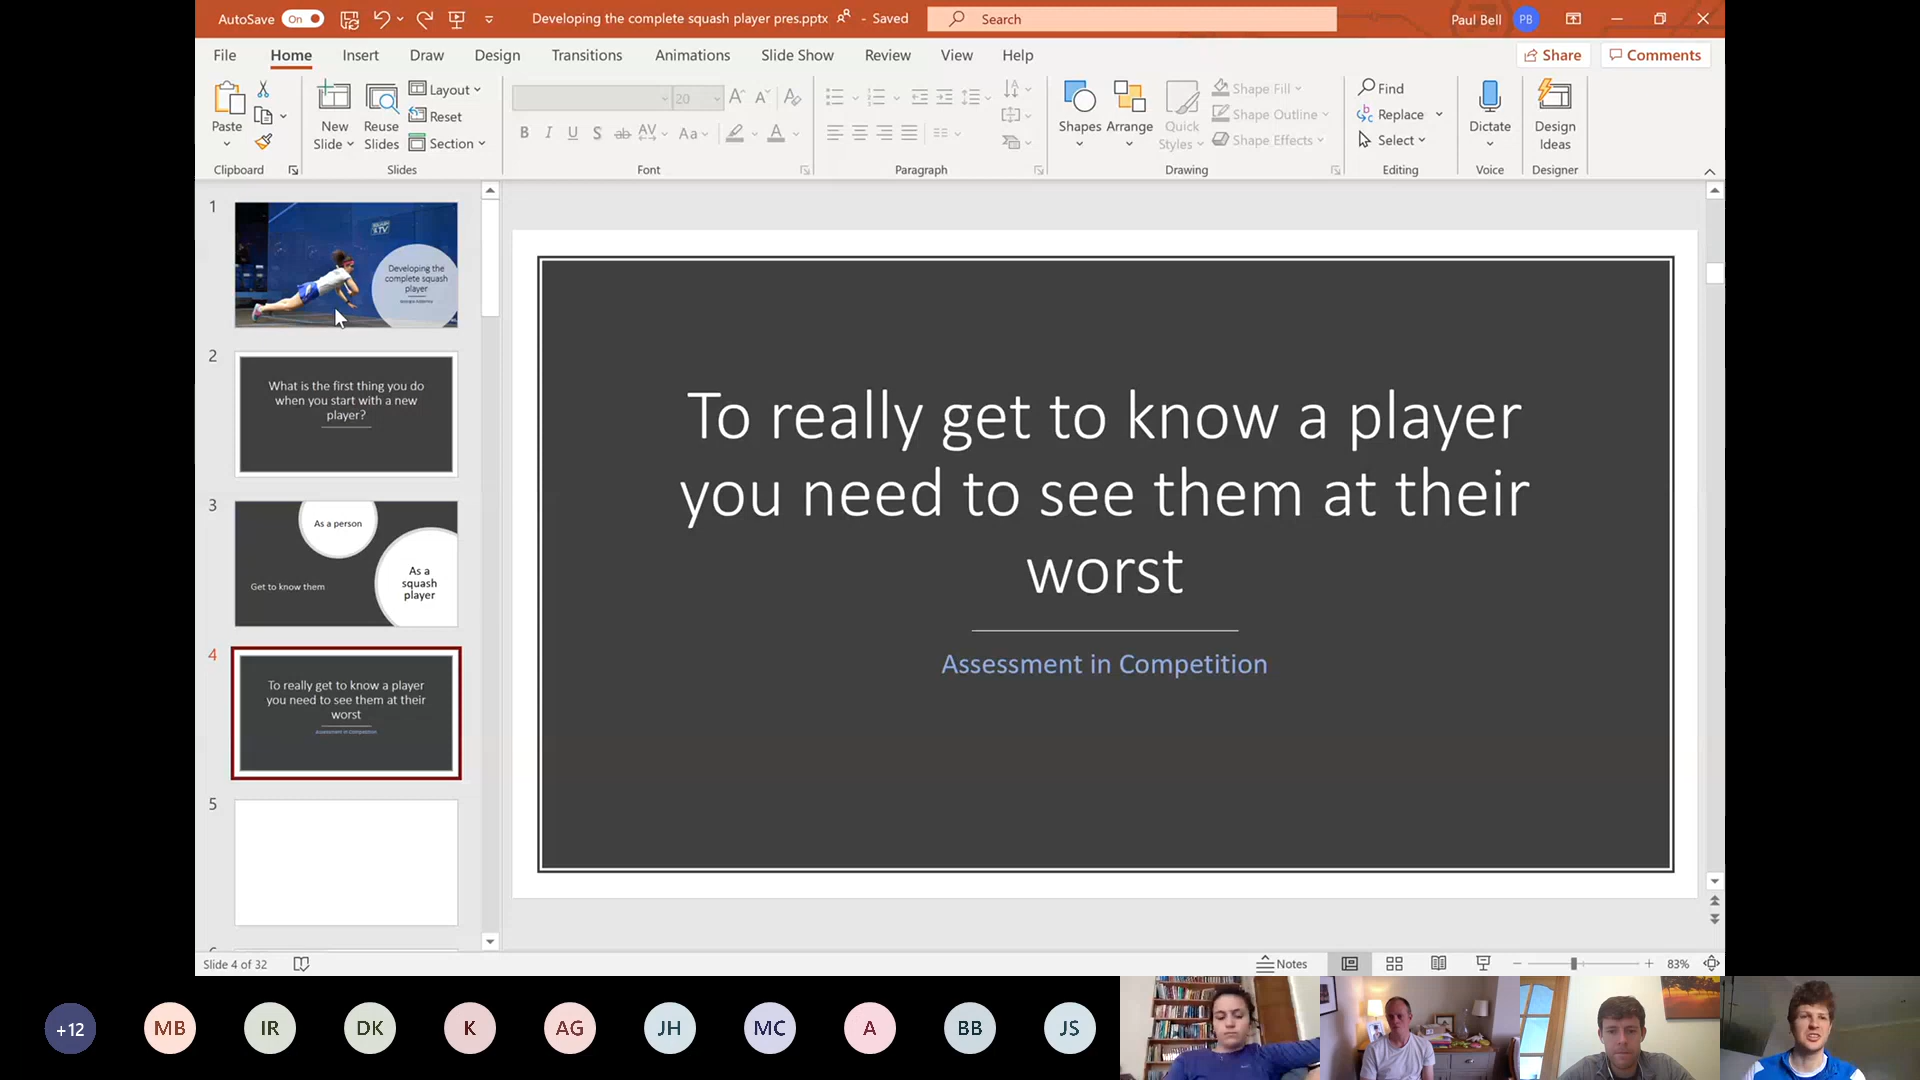 AutoSave On
Developing the complete squash player pres.pptx - Saved
Search
Paul Bell PB
File Home Insert Draw Design Transitions Animations Slide Show Review View Help
Share Comments
Paste
Clipboard
New Slide
Reuse Slides
Layout
Reset
Section
Slides
20
B I U S ab AV Aa A
Font
Paragraph
Shapes
Arrange
Quick Styles
Shape Fill
Shape Outline
Shape Effects
Drawing
Find
Replace
Select
Editing
Dictate
Voice
Design Ideas
Designer
1
Developing the
complete squash
player
2
What is the first thing you do
when you start with a new
player?
3
As a person
Get to know them
As a
squash
player
4
To really get to know a player
you need to see them at their
worst
Assessment in Competition
5
To really get to know a player
you need to see them at their
worst
Assessment in Competition
Slide 4 of 32
Notes
83%
+12 MB IR DK K AG JH MC A BB JS